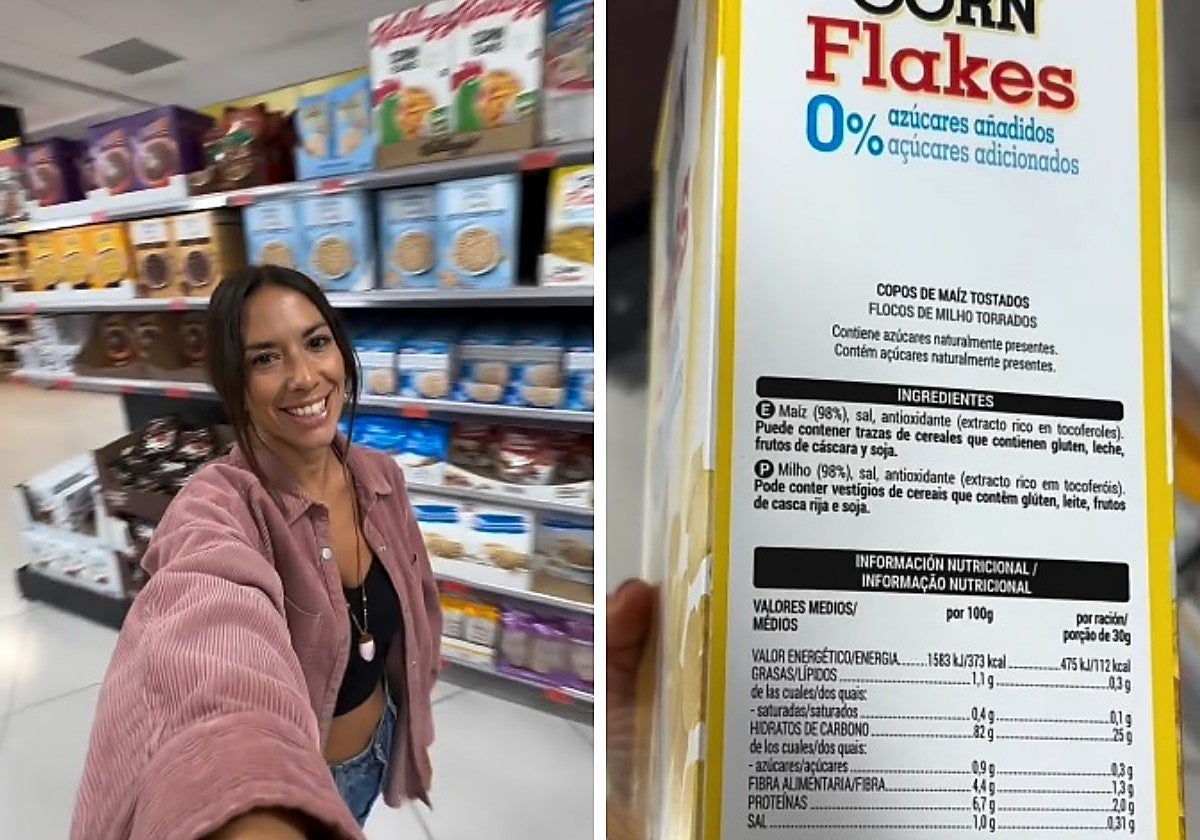 Kellogg's
Kellogg's
CORN
Flakes
0% azúcares añadidos
açúcares adicionados
COPOS DE MAÍZ TOSTADOS
FLOCOS DE MILHO TORRADOS
Contiene azúcares naturalmente presentes.
Contém açúcares naturalmente presentes.
INGREDIENTES
E Maíz (98%), sal, antioxidante (extracto rico en tocoferoles).
Puede contener trazas de cereales que contienen gluten, leche,
frutos de cáscara y soja.
P Milho (98%), sal, antioxidante (extracto rico em tocoferóis).
Pode conter vestígios de cereais que contêm glúten, leite, frutos
de casca rija e soja.
INFORMACIÓN NUTRICIONAL /
INFORMAÇÃO NUTRICIONAL
VALORES MEDIOS/ por 100g por ración/
MÉDIOS porção de 30g
VALOR ENERGÉTICO/ENERGIA 1583 kJ/373 kcal 475 kJ/112 kcal
GRASAS/LÍPIDOS 1,1 g 0,3 g
de las cuales/dos quais:
- saturadas/saturados 0,4 g 0,1 g
HIDRATOS DE CARBONO 82 g 25 g
de los cuales/dos quais:
- azúcares/açúcares 0,9 g 0,3 g
FIBRA ALIMENTARIA/FIBRA 4,4 g 1,3 g
PROTEÍNAS 6,7 g 2,0 g
SAL 1,0 g 0,31 g